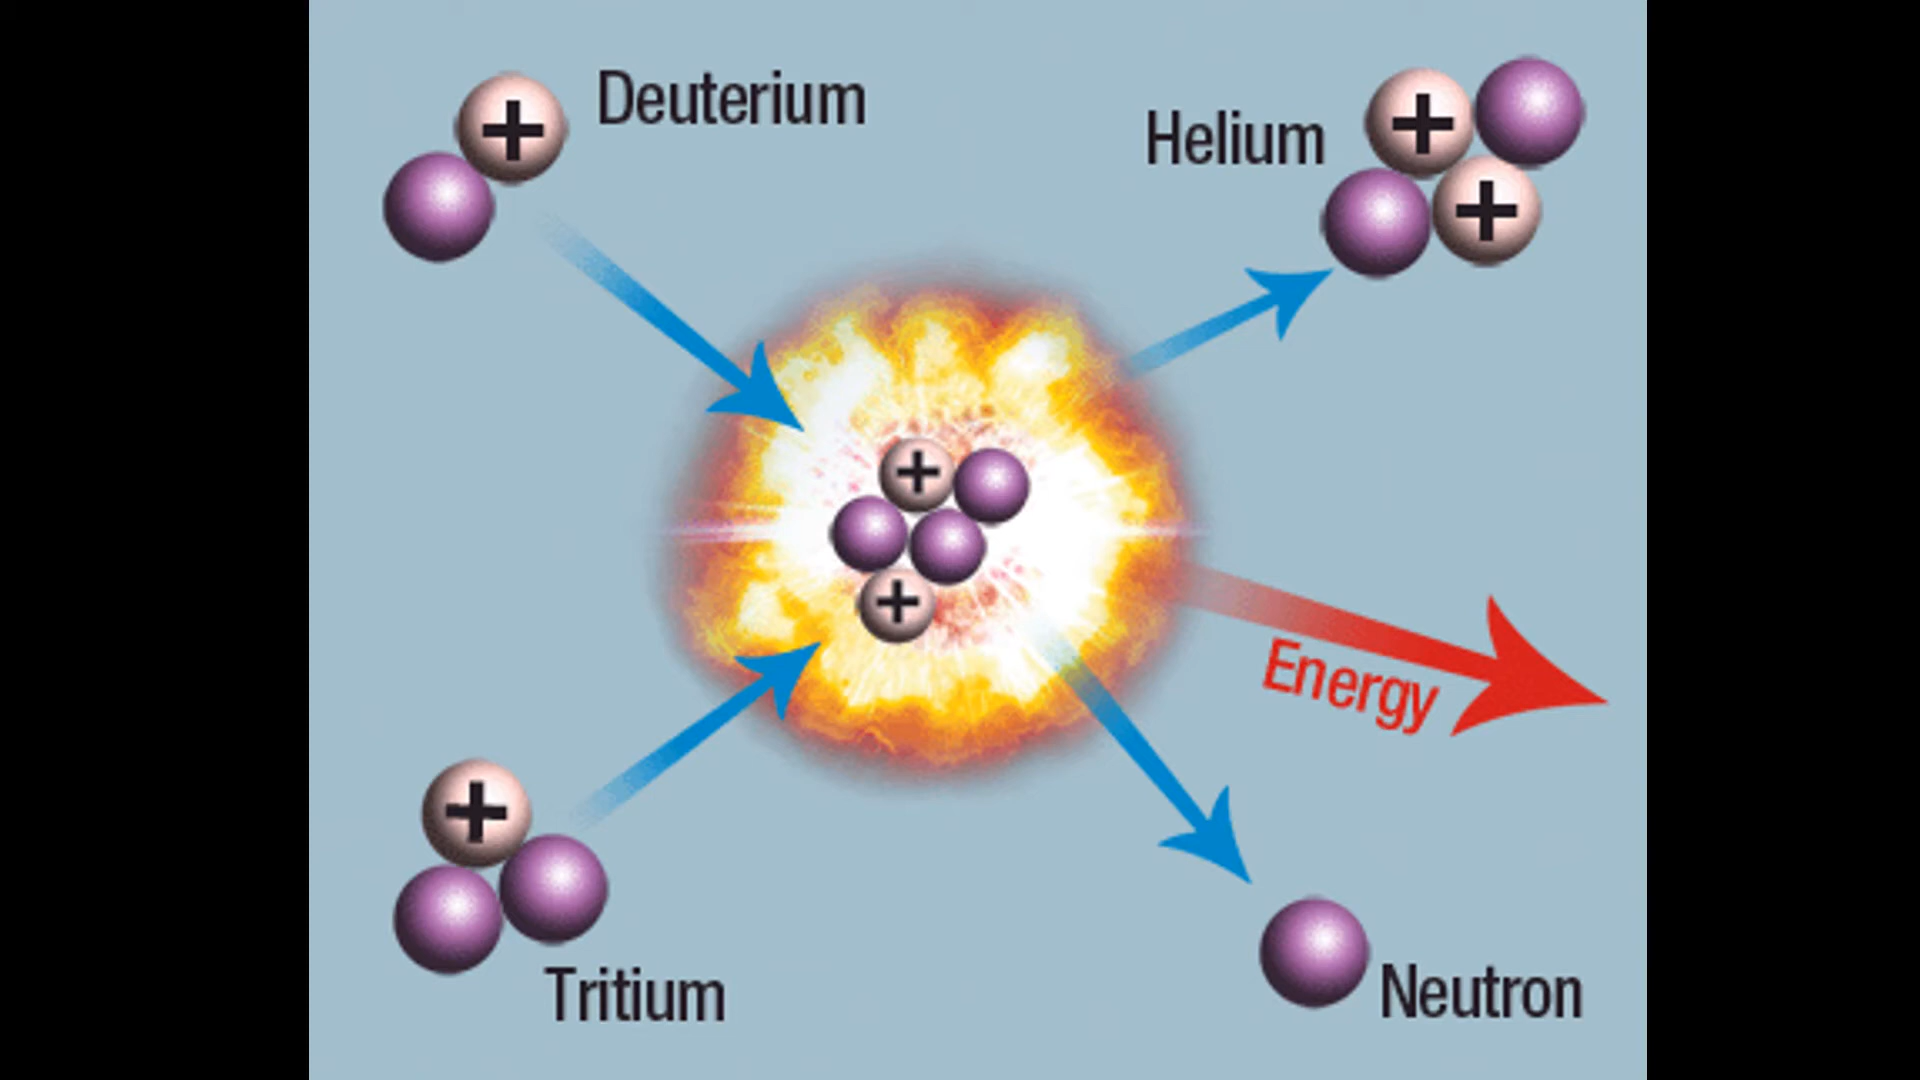 Deuterium
Helium
+
+
+
+
+
Energy
+
Tritium
Neutron